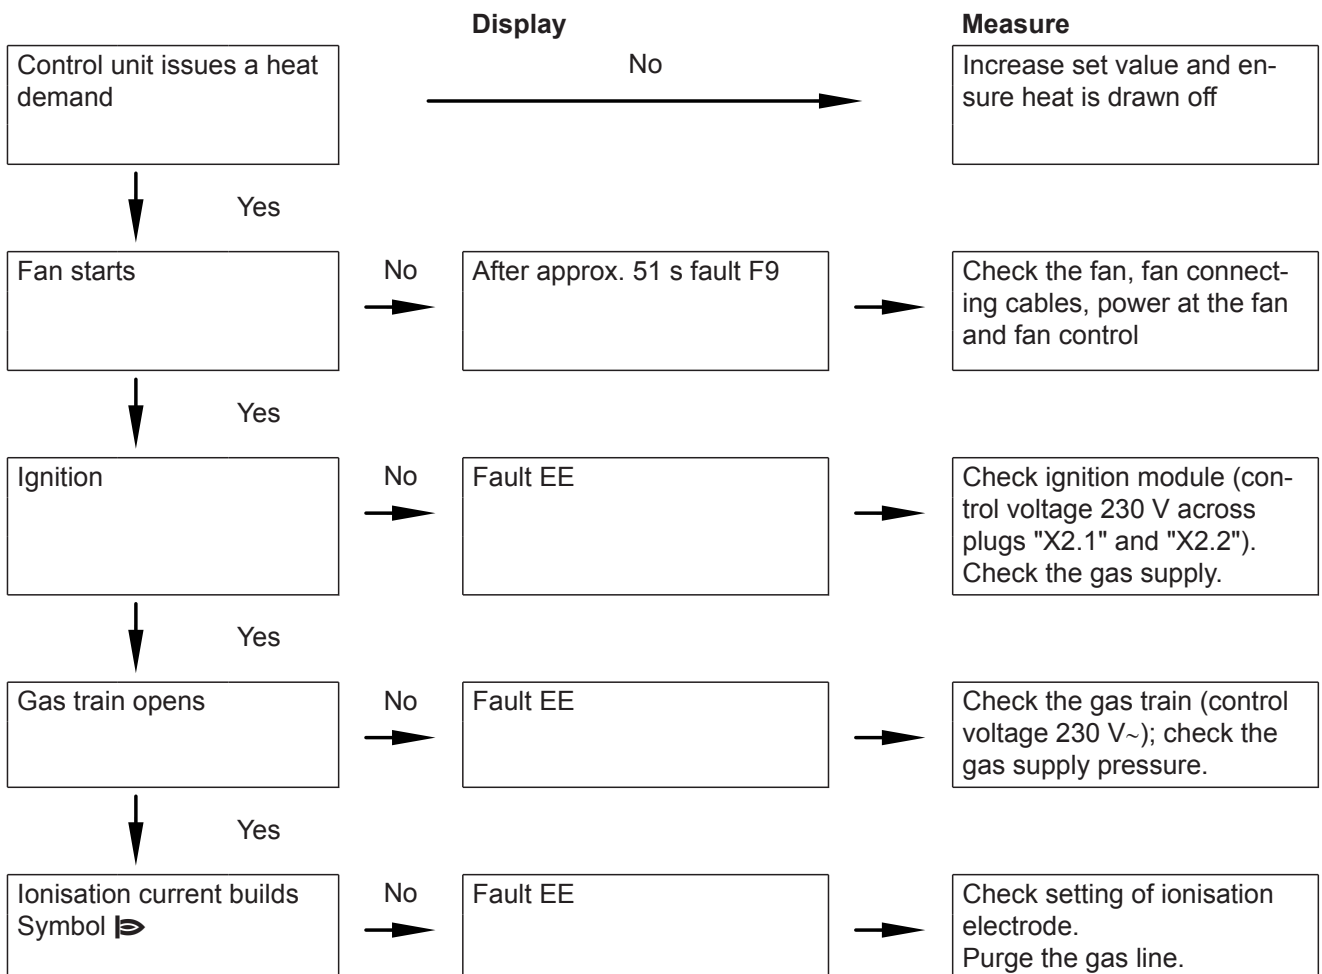 Display
Measure
Control unit issues a heat
demand
No
Increase set value and en-
sure heat is drawn off
Yes
Fan starts
No
After approx. 51 s fault F9
Check the fan, fan connect-
ing cables, power at the fan
and fan control
Yes
Ignition
No
Fault EE
Check ignition module (con-
trol voltage 230 V across
plugs "X2.1" and "X2.2").
Check the gas supply.
Yes
Gas train opens
No
Fault EE
Check the gas train (control
voltage 230 V~); check the
gas supply pressure.
Yes
Ionisation current builds
Symbol
No
Fault EE
Check setting of ionisation
electrode.
Purge the gas line.